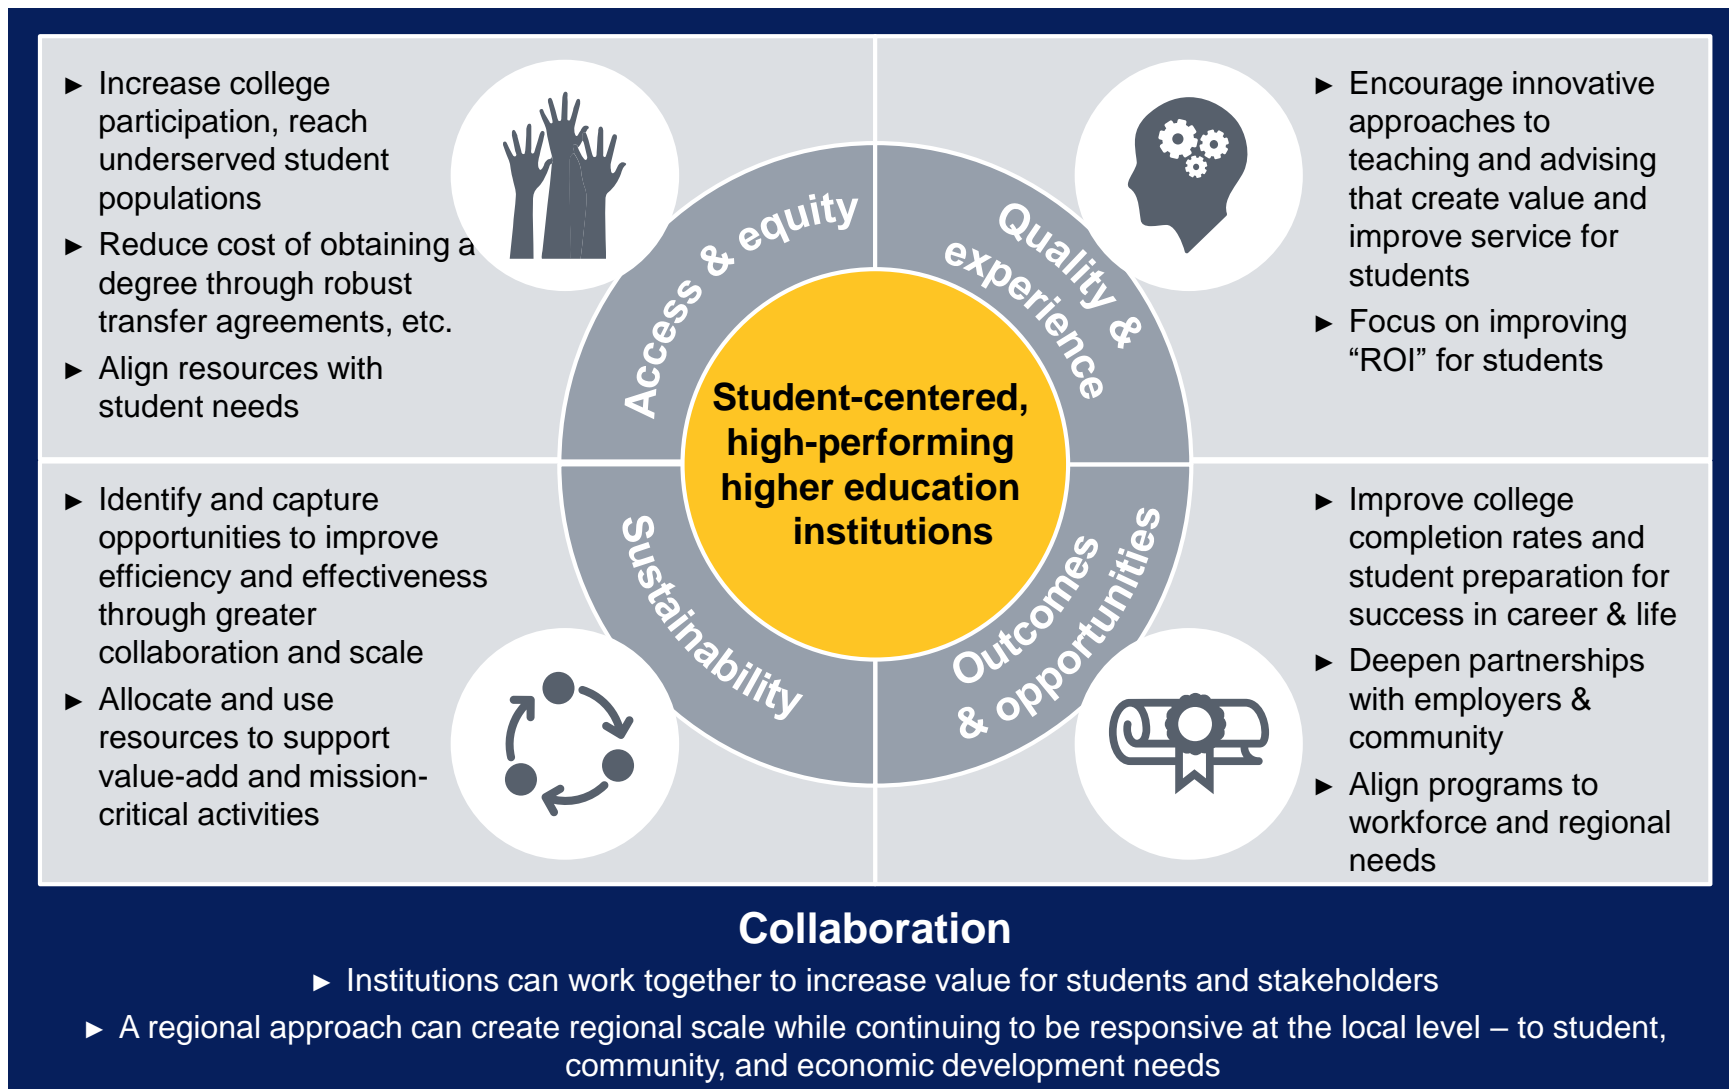 ► Increase college
participation, reach
underserved student
populations
► Reduce cost of obtaining a
degree through robust
transfer agreements, etc.
► Align resources with
student needs
Access & equity
Quality &
experience
► Encourage innovative
approaches to
teaching and advising
that create value and
improve service for
students
► Focus on improving
“ROI” for students
Student-centered,
high-performing
higher education
institutions
► Identify and capture
opportunities to improve
efficiency and effectiveness
through greater
collaboration and scale
► Allocate and use
resources to support
value-add and mission-
critical activities
Sustainability
Outcomes
& opportunities
► Improve college
completion rates and
student preparation for
success in career & life
► Deepen partnerships
with employers &
community
► Align programs to
workforce and regional
needs
Collaboration
► Institutions can work together to increase value for students and stakeholders
► A regional approach can create regional scale while continuing to be responsive at the local level – to student,
community, and economic development needs